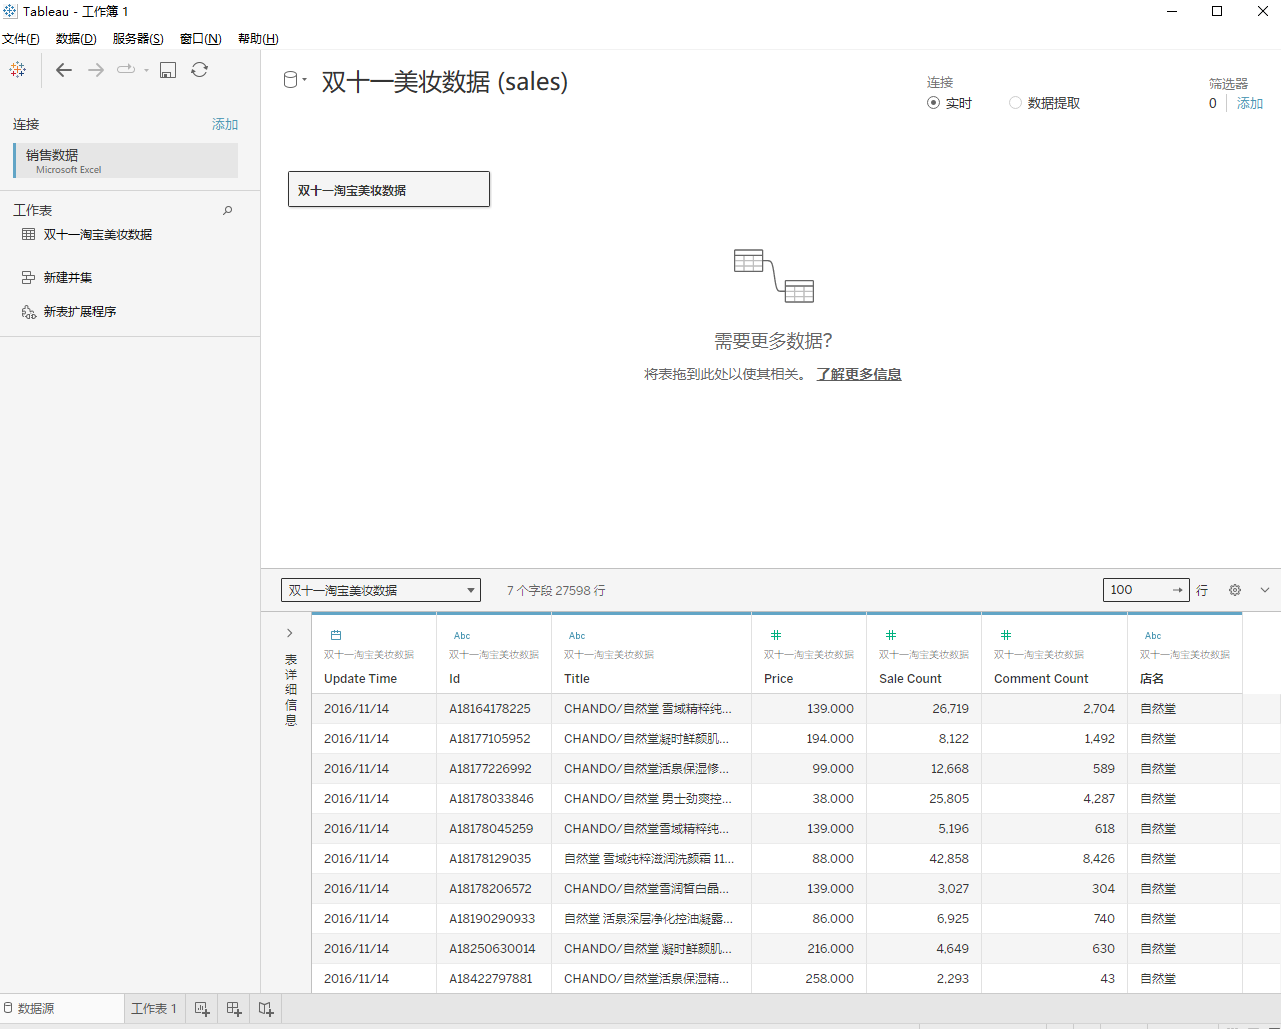 Tableau - 工作簿 1
文件(F) 数据(D) 服务器(S) 窗口(N) 帮助(H)
连接 添加
销售数据
Microsoft Excel
工作表
双十一淘宝美妆数据
新建并集
新表扩展程序
双十一美妆数据 (sales)
连接
实时 数据提取
筛选器
0 添加
双十一淘宝美妆数据
需要更多数据?
将表拖到此处以使其相关。 了解更多信息
双十一淘宝美妆数据 7 个字段 27598 行 100 行
表详细信息
Abc Abc Abc
双十一淘宝美妆数据 双十一淘宝美妆数据 双十一淘宝美妆数据 双十一淘宝美妆数据 双十一淘宝美妆数据 双十一淘宝美妆数据 双十一淘宝美妆数据
Update Time Id Title Price Sale Count Comment Count 店名
2016/11/14 A18164178225 CHANDO/自然堂 雪域精粹纯... 139.000 26,719 2,704 自然堂
2016/11/14 A18177105952 CHANDO/自然堂凝时鲜颜肌... 194.000 8,122 1,492 自然堂
2016/11/14 A18177226992 CHANDO/自然堂活泉保湿修... 99.000 12,668 589 自然堂
2016/11/14 A18178033846 CHANDO/自然堂 男士劲爽控... 38.000 25,805 4,287 自然堂
2016/11/14 A18178045259 CHANDO/自然堂雪域精粹纯... 139.000 5,196 618 自然堂
2016/11/14 A18178129035 自然堂 雪域纯粹滋润洗颜霜 11... 88.000 42,858 8,426 自然堂
2016/11/14 A18178206572 CHANDO/自然堂雪润皙白晶... 139.000 3,027 304 自然堂
2016/11/14 A18190290933 自然堂 活泉深层净化控油凝露... 86.000 6,925 740 自然堂
2016/11/14 A18250630014 CHANDO/自然堂 凝时鲜颜肌... 216.000 4,649 630 自然堂
2016/11/14 A18422797881 CHANDO/自然堂活泉保湿精... 258.000 2,293 43 自然堂
数据源 工作表 1